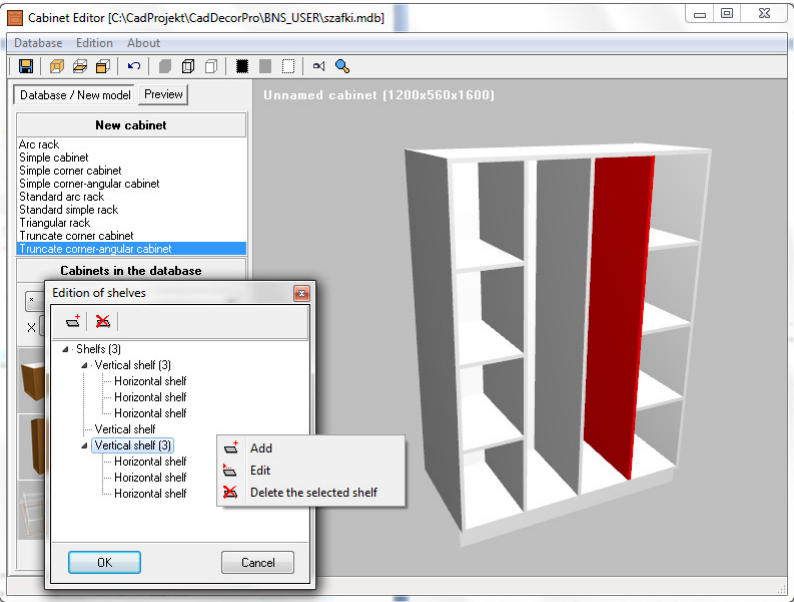 Cabinet Editor [C:\CadProjekt\CadDecorPro\BNS_USER\szafki.mdb]
Database Edition About
Database / New model Preview
Unnamed cabinet (1200x560x1600)
New cabinet
Arc rack
Simple cabinet
Simple corner cabinet
Simple corner-angular cabinet
Standard arc rack
Standard simple rack
Triangular rack
Truncate corner cabinet
Truncate corner-angular cabinet
Cabinets in the database
*
X
Edition of shelves
Shelfs (3)
Vertical shelf (3)
Horizontal shelf
Horizontal shelf
Horizontal shelf
Vertical shelf
Vertical shelf (3)
Horizontal shelf
Horizontal shelf
Horizontal shelf
Add
Edit
Delete the selected shelf
OK Cancel